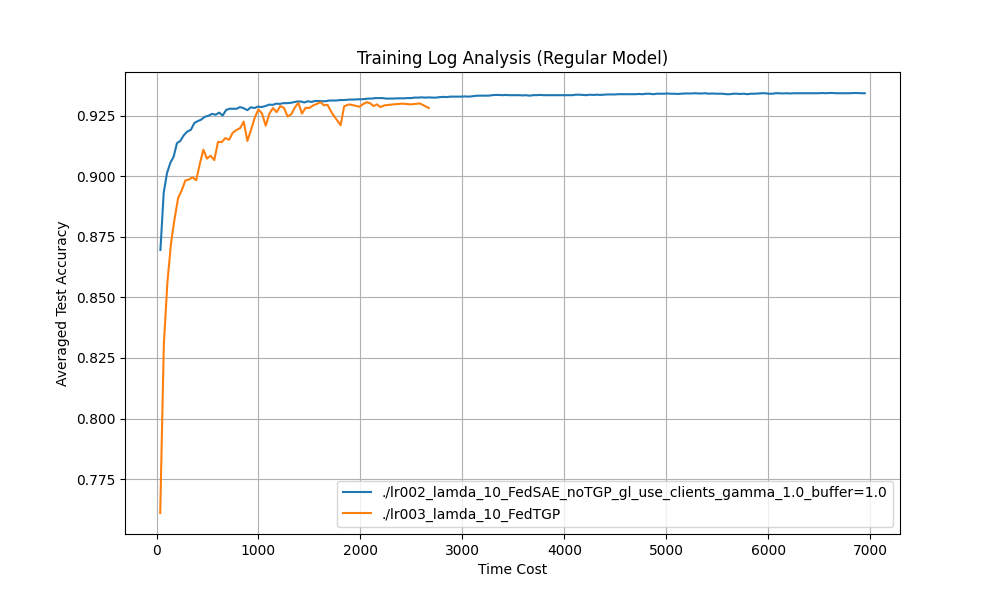 Training Log Analysis (Regular Model)
Averaged Test Accuracy
0.925
0.900
0.875
0.850
0.825
0.800
0.775
./lr002_lamda_10_FedSAE_noTGP_gl_use_clients_gamma_1.0_buffer=1.0
./lr003_lamda_10_FedTGP
0 1000 2000 3000 4000 5000 6000 7000
Time Cost